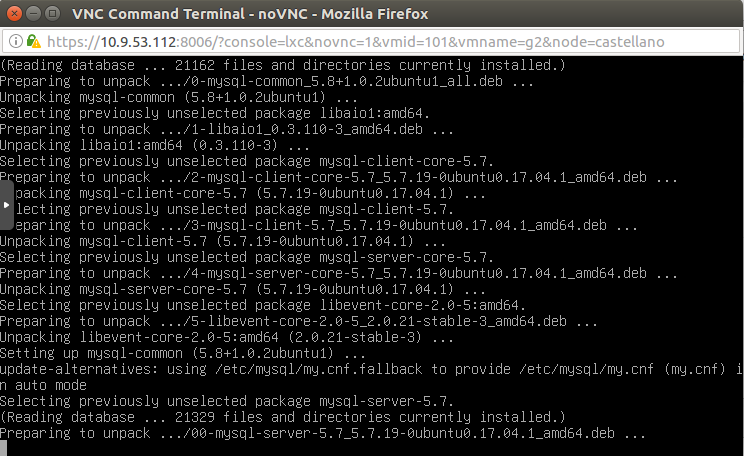 VNC Command Terminal - noVNC - Mozilla Firefox
https://10.9.53.112:8006/?console=lxc&novnc=1&vmid=101&vmname=g2&node=castellano
(Reading database ... 21162 files and directories currently installed.)
Preparing to unpack .../0-mysql-common_5.8+1.0.2ubuntu1_all.deb ...
Unpacking mysql-common (5.8+1.0.2ubuntu1) ...
Selecting previously unselected package libaio1:amd64.
Preparing to unpack .../1-libaio1_0.3.110-3_amd64.deb ...
Unpacking libaio1:amd64 (0.3.110-3) ...
Selecting previously unselected package mysql-client-core-5.7.
Preparing to unpack .../2-mysql-client-core-5.7_5.7.19-0ubuntu0.17.04.1_amd64.deb ...
packing mysql-client-core-5.7 (5.7.19-0ubuntu0.17.04.1) ...
lecting previously unselected package mysql-client-5.7.
eparing to unpack .../3-mysql-client-5.7_5.7.19-0ubuntu0.17.04.1_amd64.deb ...
Unpacking mysql-client-5.7 (5.7.19-0ubuntu0.17.04.1) ...
Selecting previously unselected package mysql-server-core-5.7.
Preparing to unpack .../4-mysql-server-core-5.7_5.7.19-0ubuntu0.17.04.1_amd64.deb ...
Unpacking mysql-server-core-5.7 (5.7.19-0ubuntu0.17.04.1) ...
Selecting previously unselected package libevent-core-2.0-5:amd64.
Preparing to unpack .../5-libevent-core-2.0-5_2.0.21-stable-3_amd64.deb ...
Unpacking libevent-core-2.0-5:amd64 (2.0.21-stable-3) ...
Setting up mysql-common (5.8+1.0.2ubuntu1) ...
update-alternatives: using /etc/mysql/my.cnf.fallback to provide /etc/mysql/my.cnf (my.cnf) i
n auto mode
Selecting previously unselected package mysql-server-5.7.
(Reading database ... 21329 files and directories currently installed.)
Preparing to unpack .../00-mysql-server-5.7_5.7.19-0ubuntu0.17.04.1_amd64.deb ...